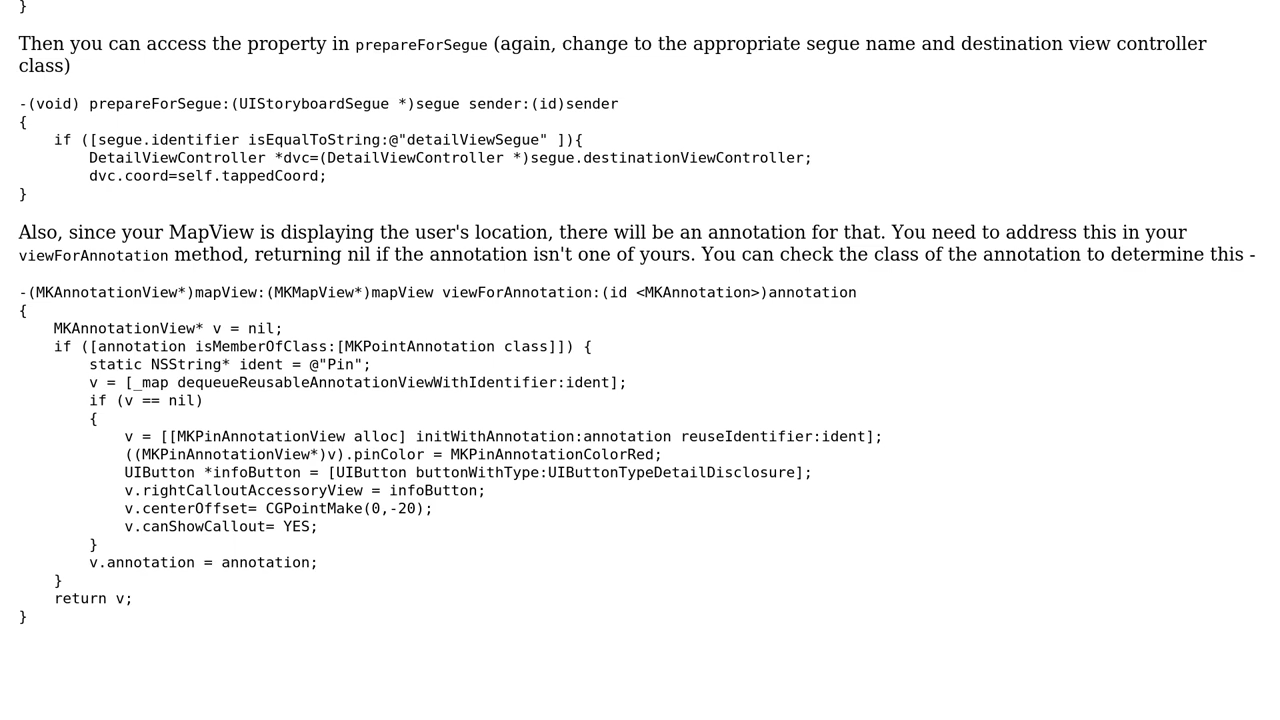 }
Then you can access the property in prepareForSegue (again, change to the appropriate segue name and destination view controller
class)
-(void) prepareForSegue:(UIStoryboardSegue *)segue sender:(id)sender
{
    if ([segue.identifier isEqualToString:@"detailViewSegue" ]){
        DetailViewController *dvc=(DetailViewController *)segue.destinationViewController;
        dvc.coord=self.tappedCoord;
}
Also, since your MapView is displaying the user's location, there will be an annotation for that. You need to address this in your
viewForAnnotation method, returning nil if the annotation isn't one of yours. You can check the class of the annotation to determine this -
-(MKAnnotationView*)mapView:(MKMapView*)mapView viewForAnnotation:(id <MKAnnotation>)annotation
{
    MKAnnotationView* v = nil;
    if ([annotation isMemberOfClass:[MKPointAnnotation class]]) {
        static NSString* ident = @"Pin";
        v = [_map dequeueReusableAnnotationViewWithIdentifier:ident];
        if (v == nil)
        {
            v = [[MKPinAnnotationView alloc] initWithAnnotation:annotation reuseIdentifier:ident];
            ((MKPinAnnotationView*)v).pinColor = MKPinAnnotationColorRed;
            UIButton *infoButton = [UIButton buttonWithType:UIButtonTypeDetailDisclosure];
            v.rightCalloutAccessoryView = infoButton;
            v.centerOffset= CGPointMake(0,-20);
            v.canShowCallout= YES;
        }
        v.annotation = annotation;
    }
    return v;
}